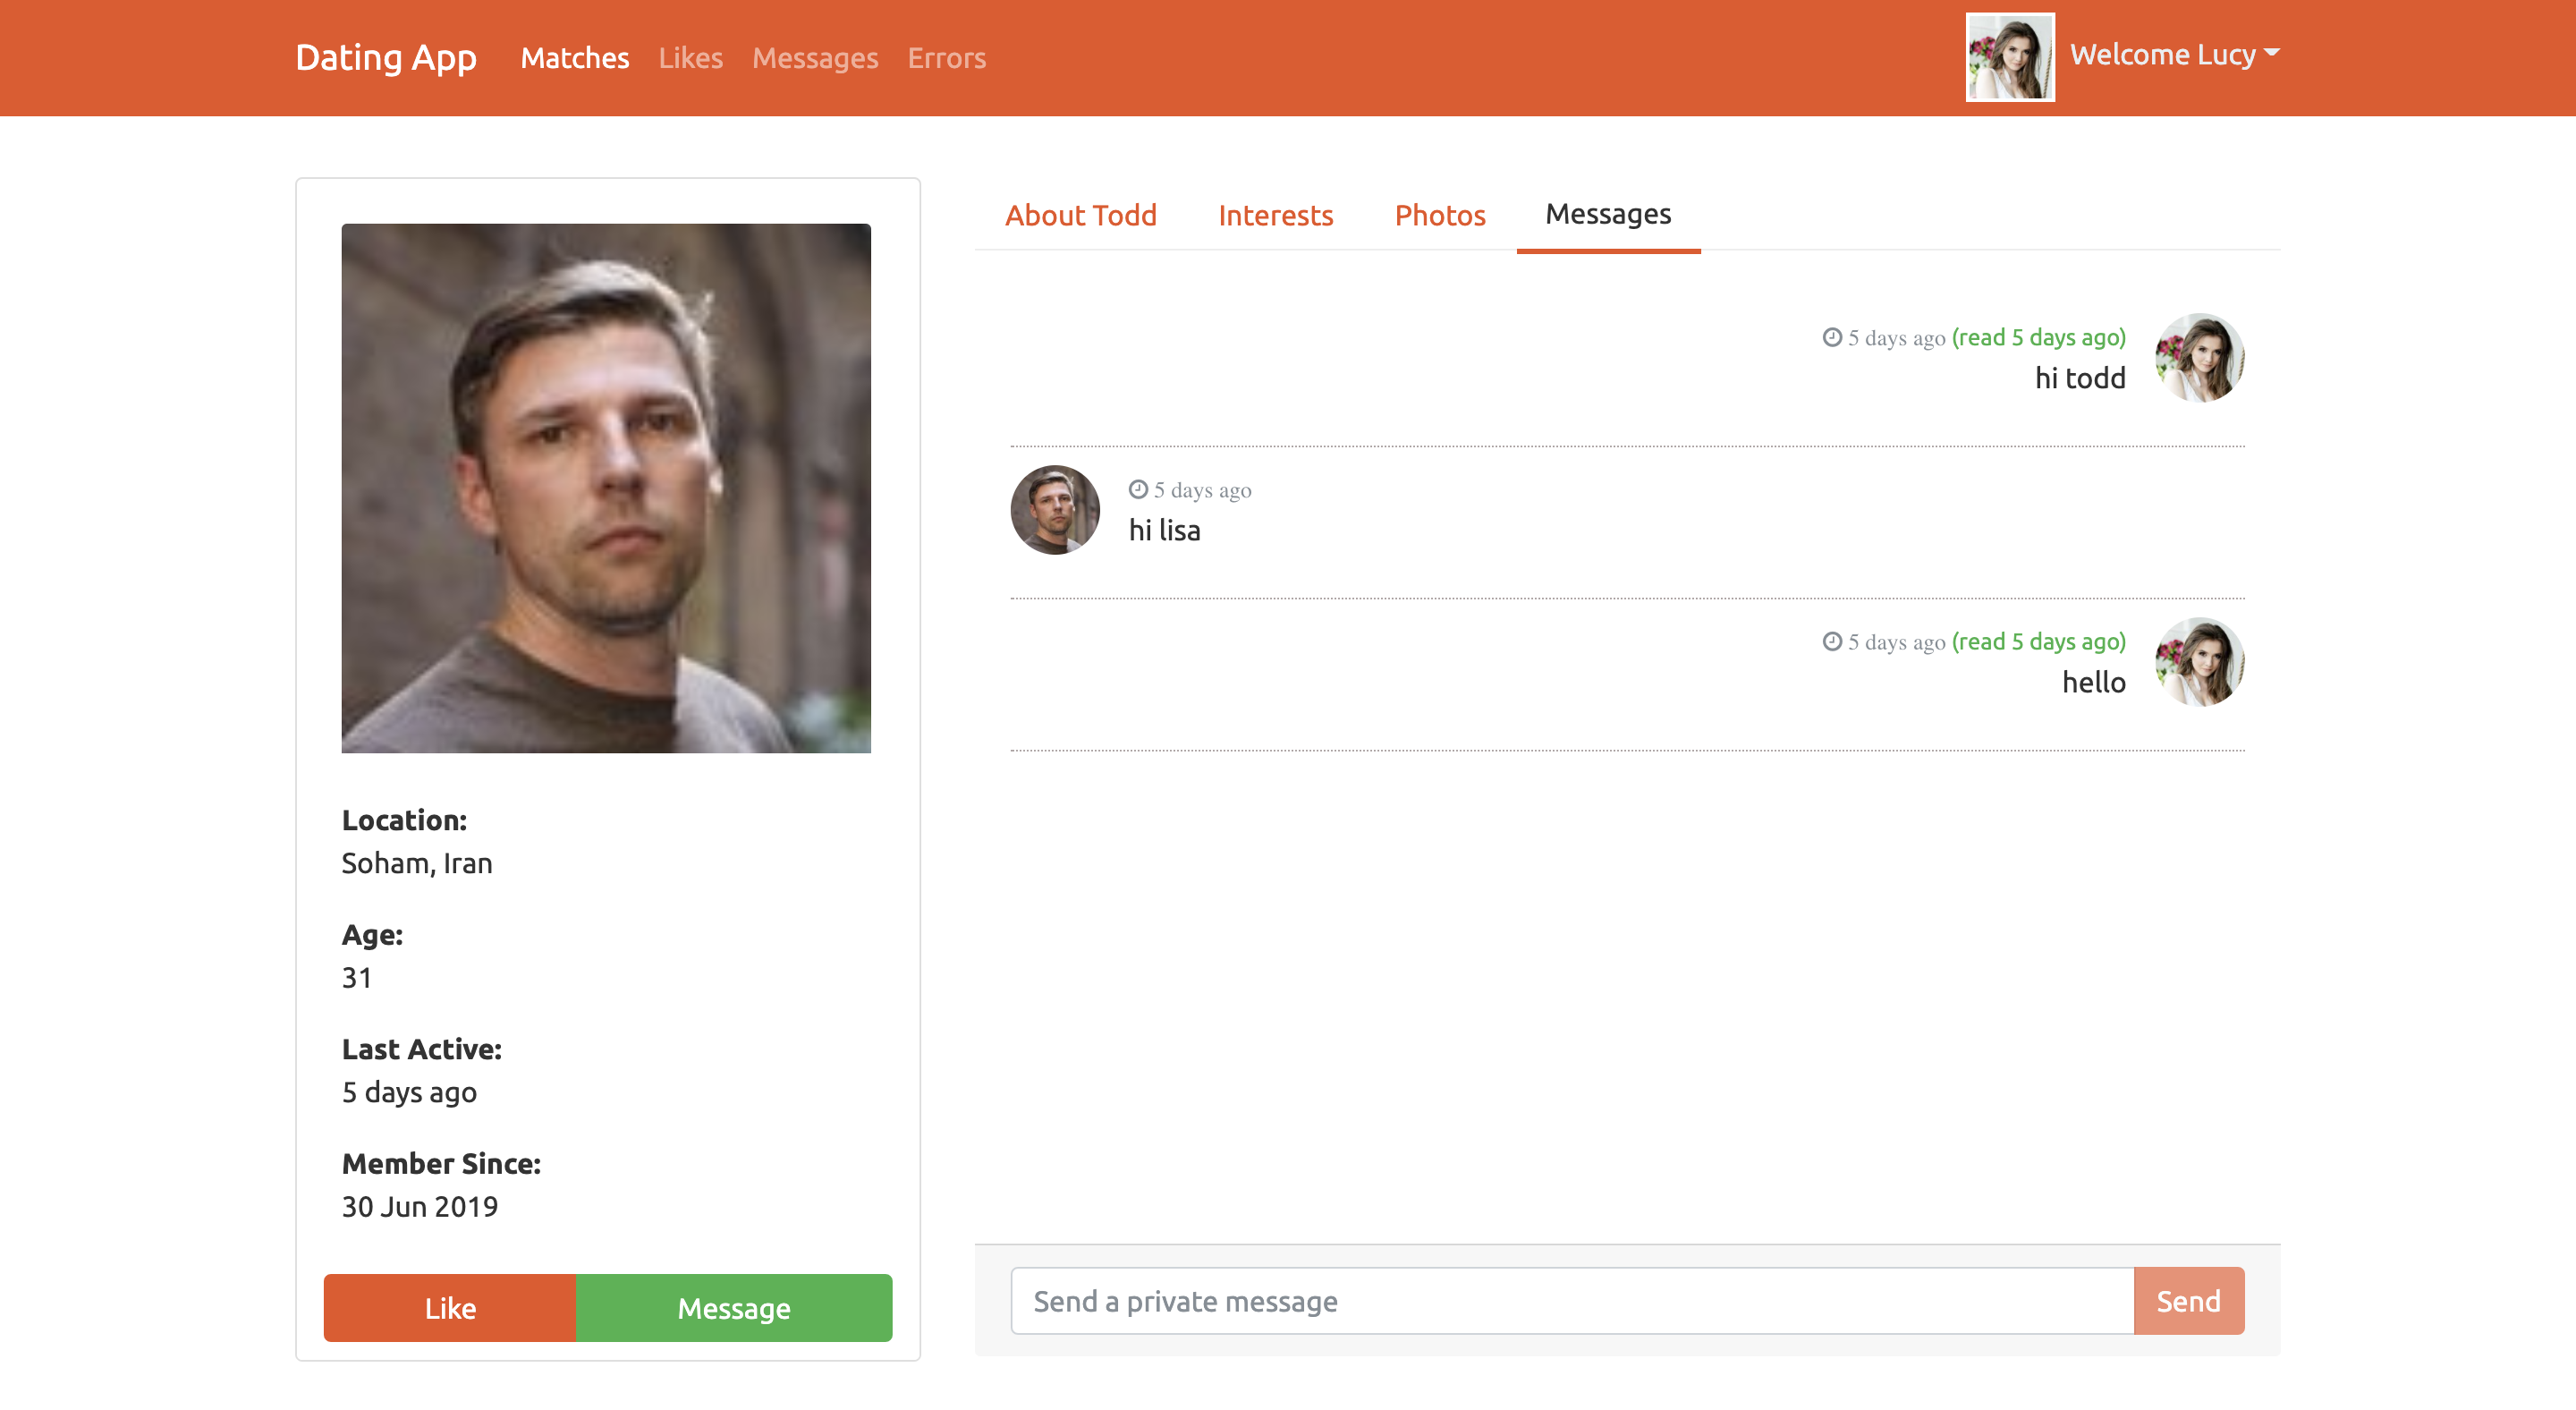 Dating App Matches Likes Messages Errors Welcome Lucy
Location:
Soham, Iran
Age:
31
Last Active:
5 days ago
Member Since:
30 Jun 2019
Like Message
About Todd Interests Photos Messages
5 days ago (read 5 days ago)
hi todd
5 days ago
hi lisa
5 days ago (read 5 days ago)
hello
Send a private message Send